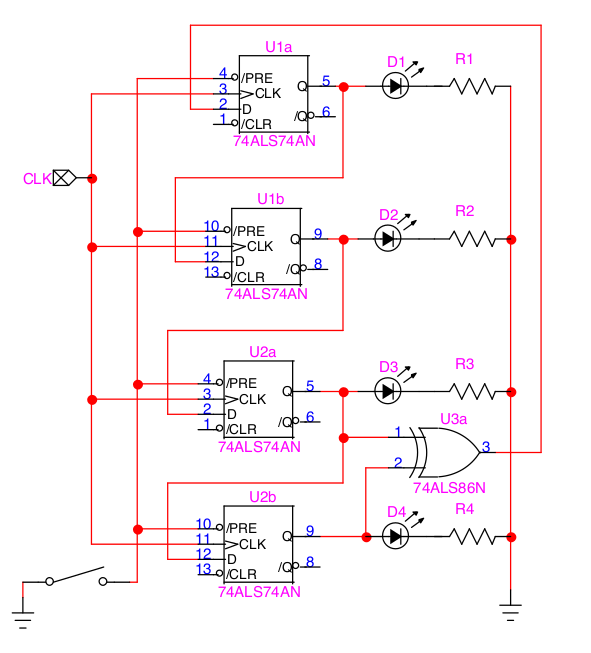 U1a
D1
R1
4 /PRE
3 CLK
2 D
1 /CLR
Q 5
/Q 6
74ALS74AN
CLK
U1b
D2
R2
10 /PRE
11 CLK
12 D
13 /CLR
Q 9
/Q 8
74ALS74AN
U2a
D3
R3
4 /PRE
3 CLK
2 D
1 /CLR
Q 5
/Q 6
74ALS74AN
U3a
1
2
3
74ALS86N
U2b
D4
R4
10 /PRE
11 CLK
12 D
13 /CLR
Q 9
/Q 8
74ALS74AN